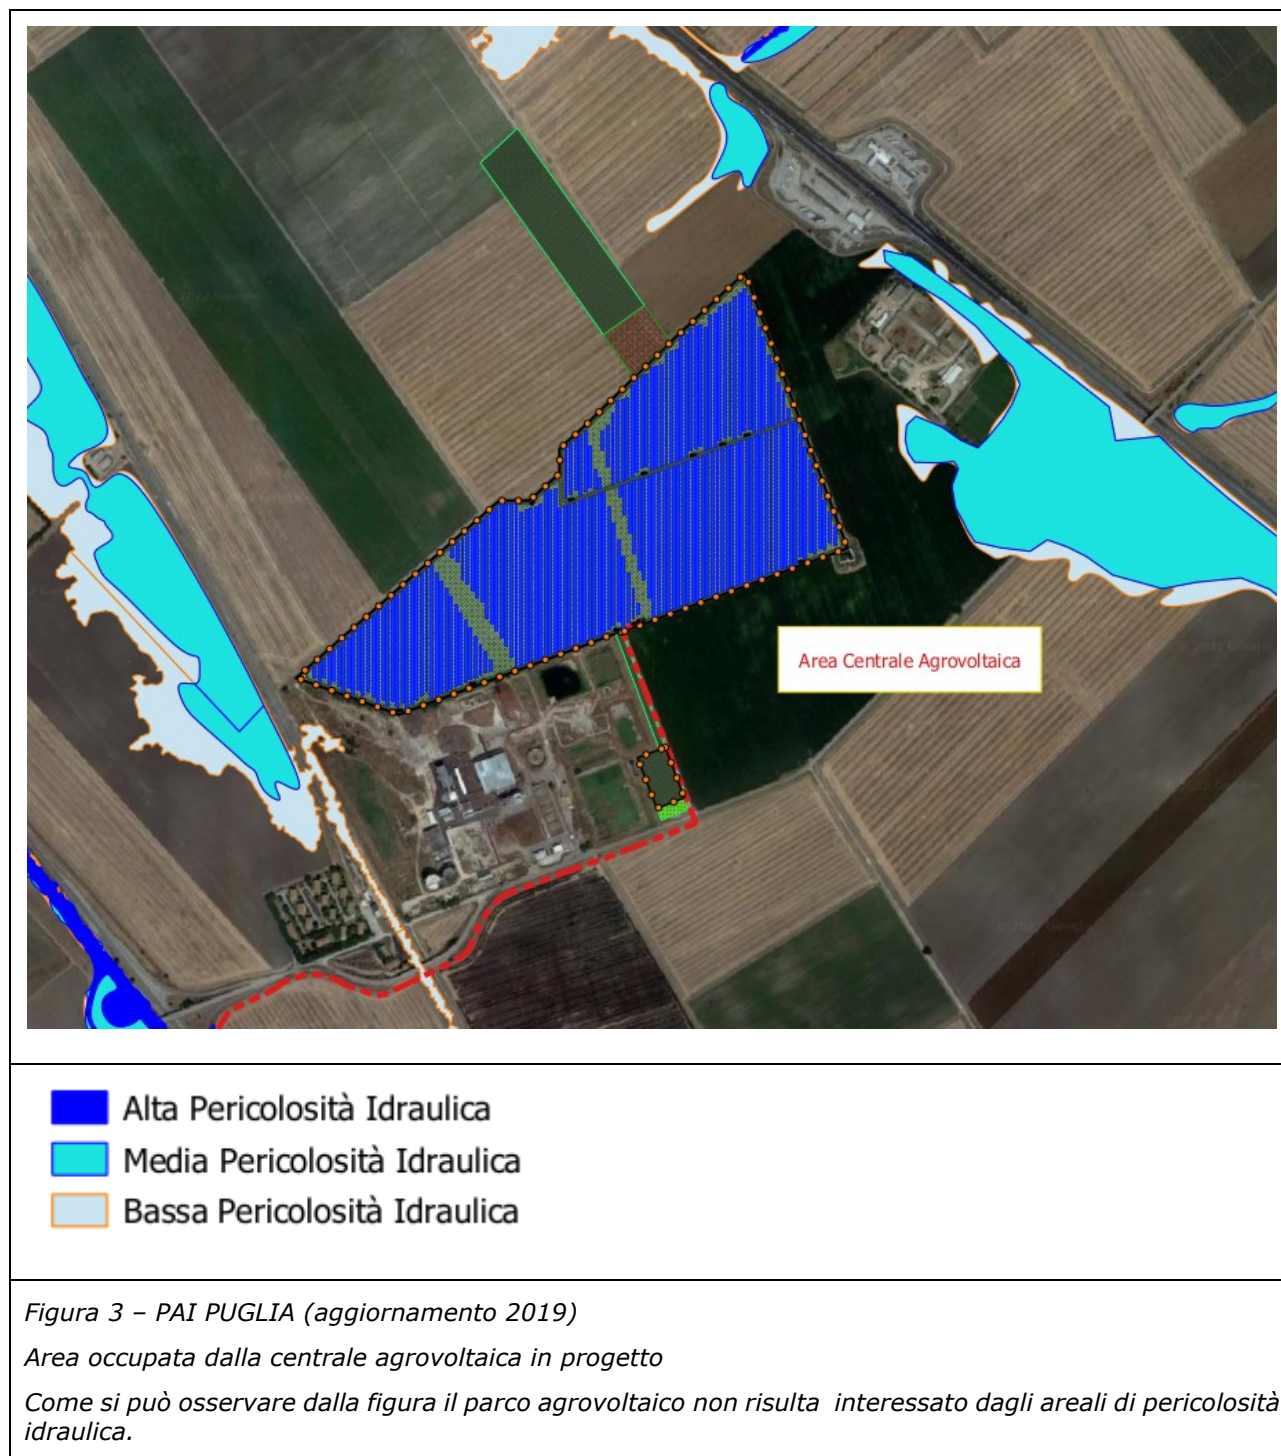 Area Centrale Agrovoltaica
Alta Pericolosità Idraulica
Media Pericolosità Idraulica
Bassa Pericolosità Idraulica
Figura 3 – PAI PUGLIA (aggiornamento 2019)
Area occupata dalla centrale agrovoltaica in progetto
Come si può osservare dalla figura il parco agrovoltaico non risulta interessato dagli areali di pericolosità
idraulica.